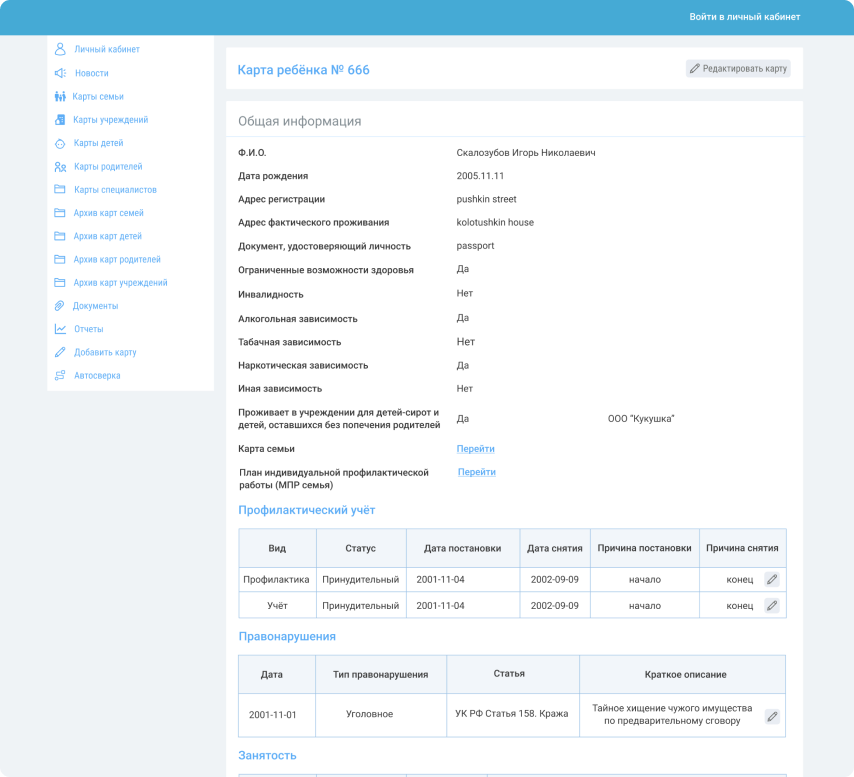 Войти в личный кабинет
Личный кабинет
Новости
Карты семьи
Карты учреждений
Карты детей
Карты родителей
Карты специалистов
Архив карт семей
Архив карт детей
Архив карт родителей
Архив карт учреждений
Документы
Отчеты
Добавить карту
Автосверка
Карта ребёнка № 666
Редактировать карту
Общая информация
Ф.И.О. Скалозубов Игорь Николаевич
Дата рождения 2005.11.11
Адрес регистрации pushkin street
Адрес фактического проживания kolotushkin house
Документ, удостоверяющий личность passport
Ограниченные возможности здоровья Да
Инвалидность Нет
Алкогольная зависимость Да
Табачная зависимость Нет
Наркотическая зависимость Да
Иная зависимость Нет
Проживает в учреждении для детей-сирот и
детей, оставшихся без попечения родителей Да ООО "Кукушка"
Карта семьи Перейти
План индивидуальной профилактической Перейти
работы (МПР семья)
Профилактический учёт
Вид Статус Дата постановки Дата снятия Причина постановки Причина снятия
Профилактика Принудительный 2001-11-04 2002-09-09 начало конец
Учёт Принудительный 2001-11-04 2002-09-09 начало конец
Правонарушения
Дата Тип правонарушения Статья Краткое описание
2001-11-01 Уголовное УК РФ Статья 158. Кража Тайное хищение чужого имущества
по предварительному сговору
Занятость